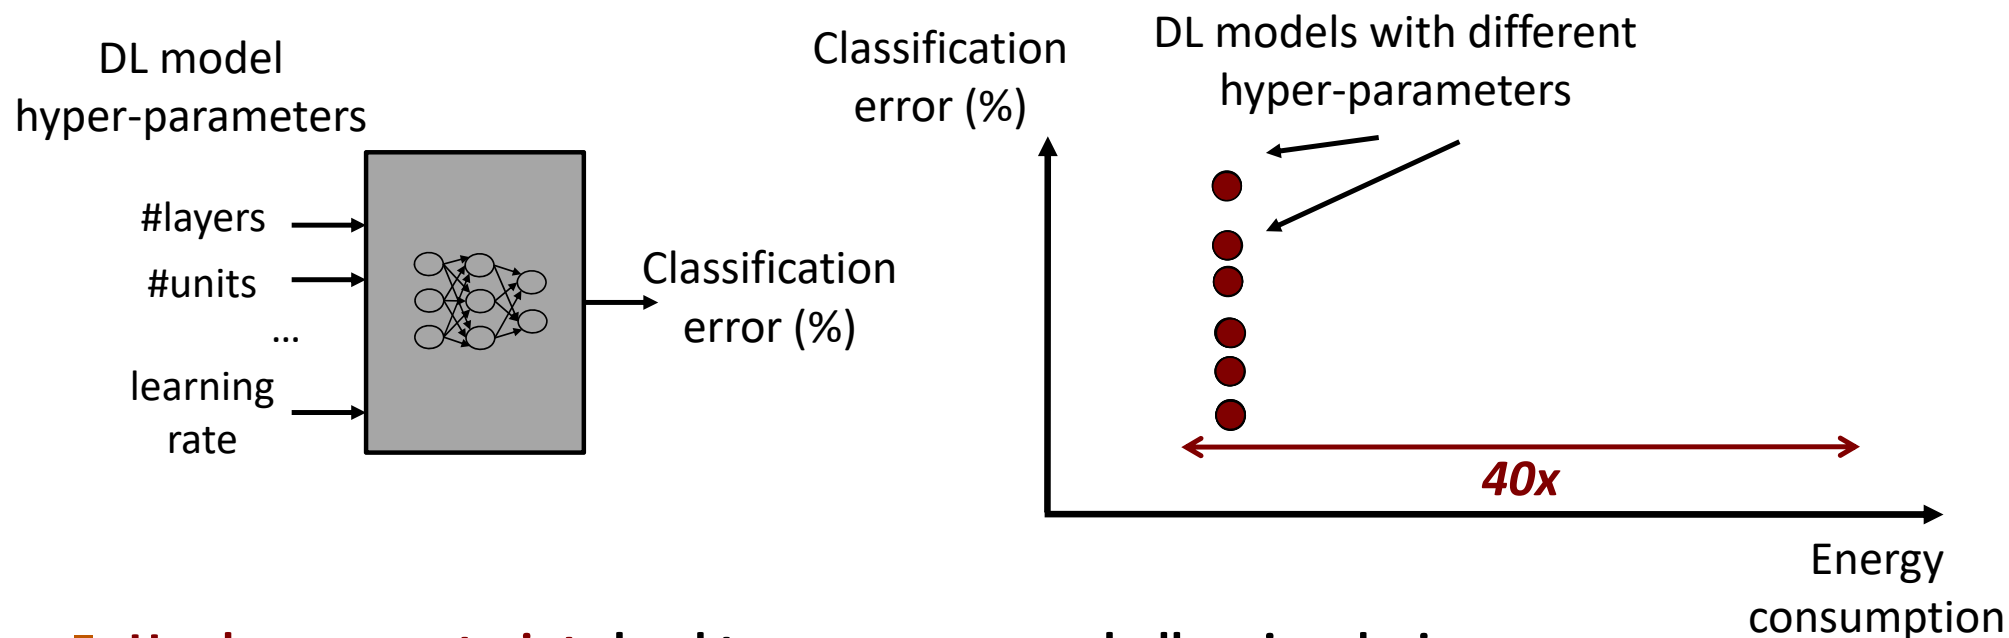 DL model
hyper-parameters
#layers
#units
...
learning
rate
Classification
error (%)
Classification
error (%)
DL models with different
hyper-parameters
40x
Energy
consumption